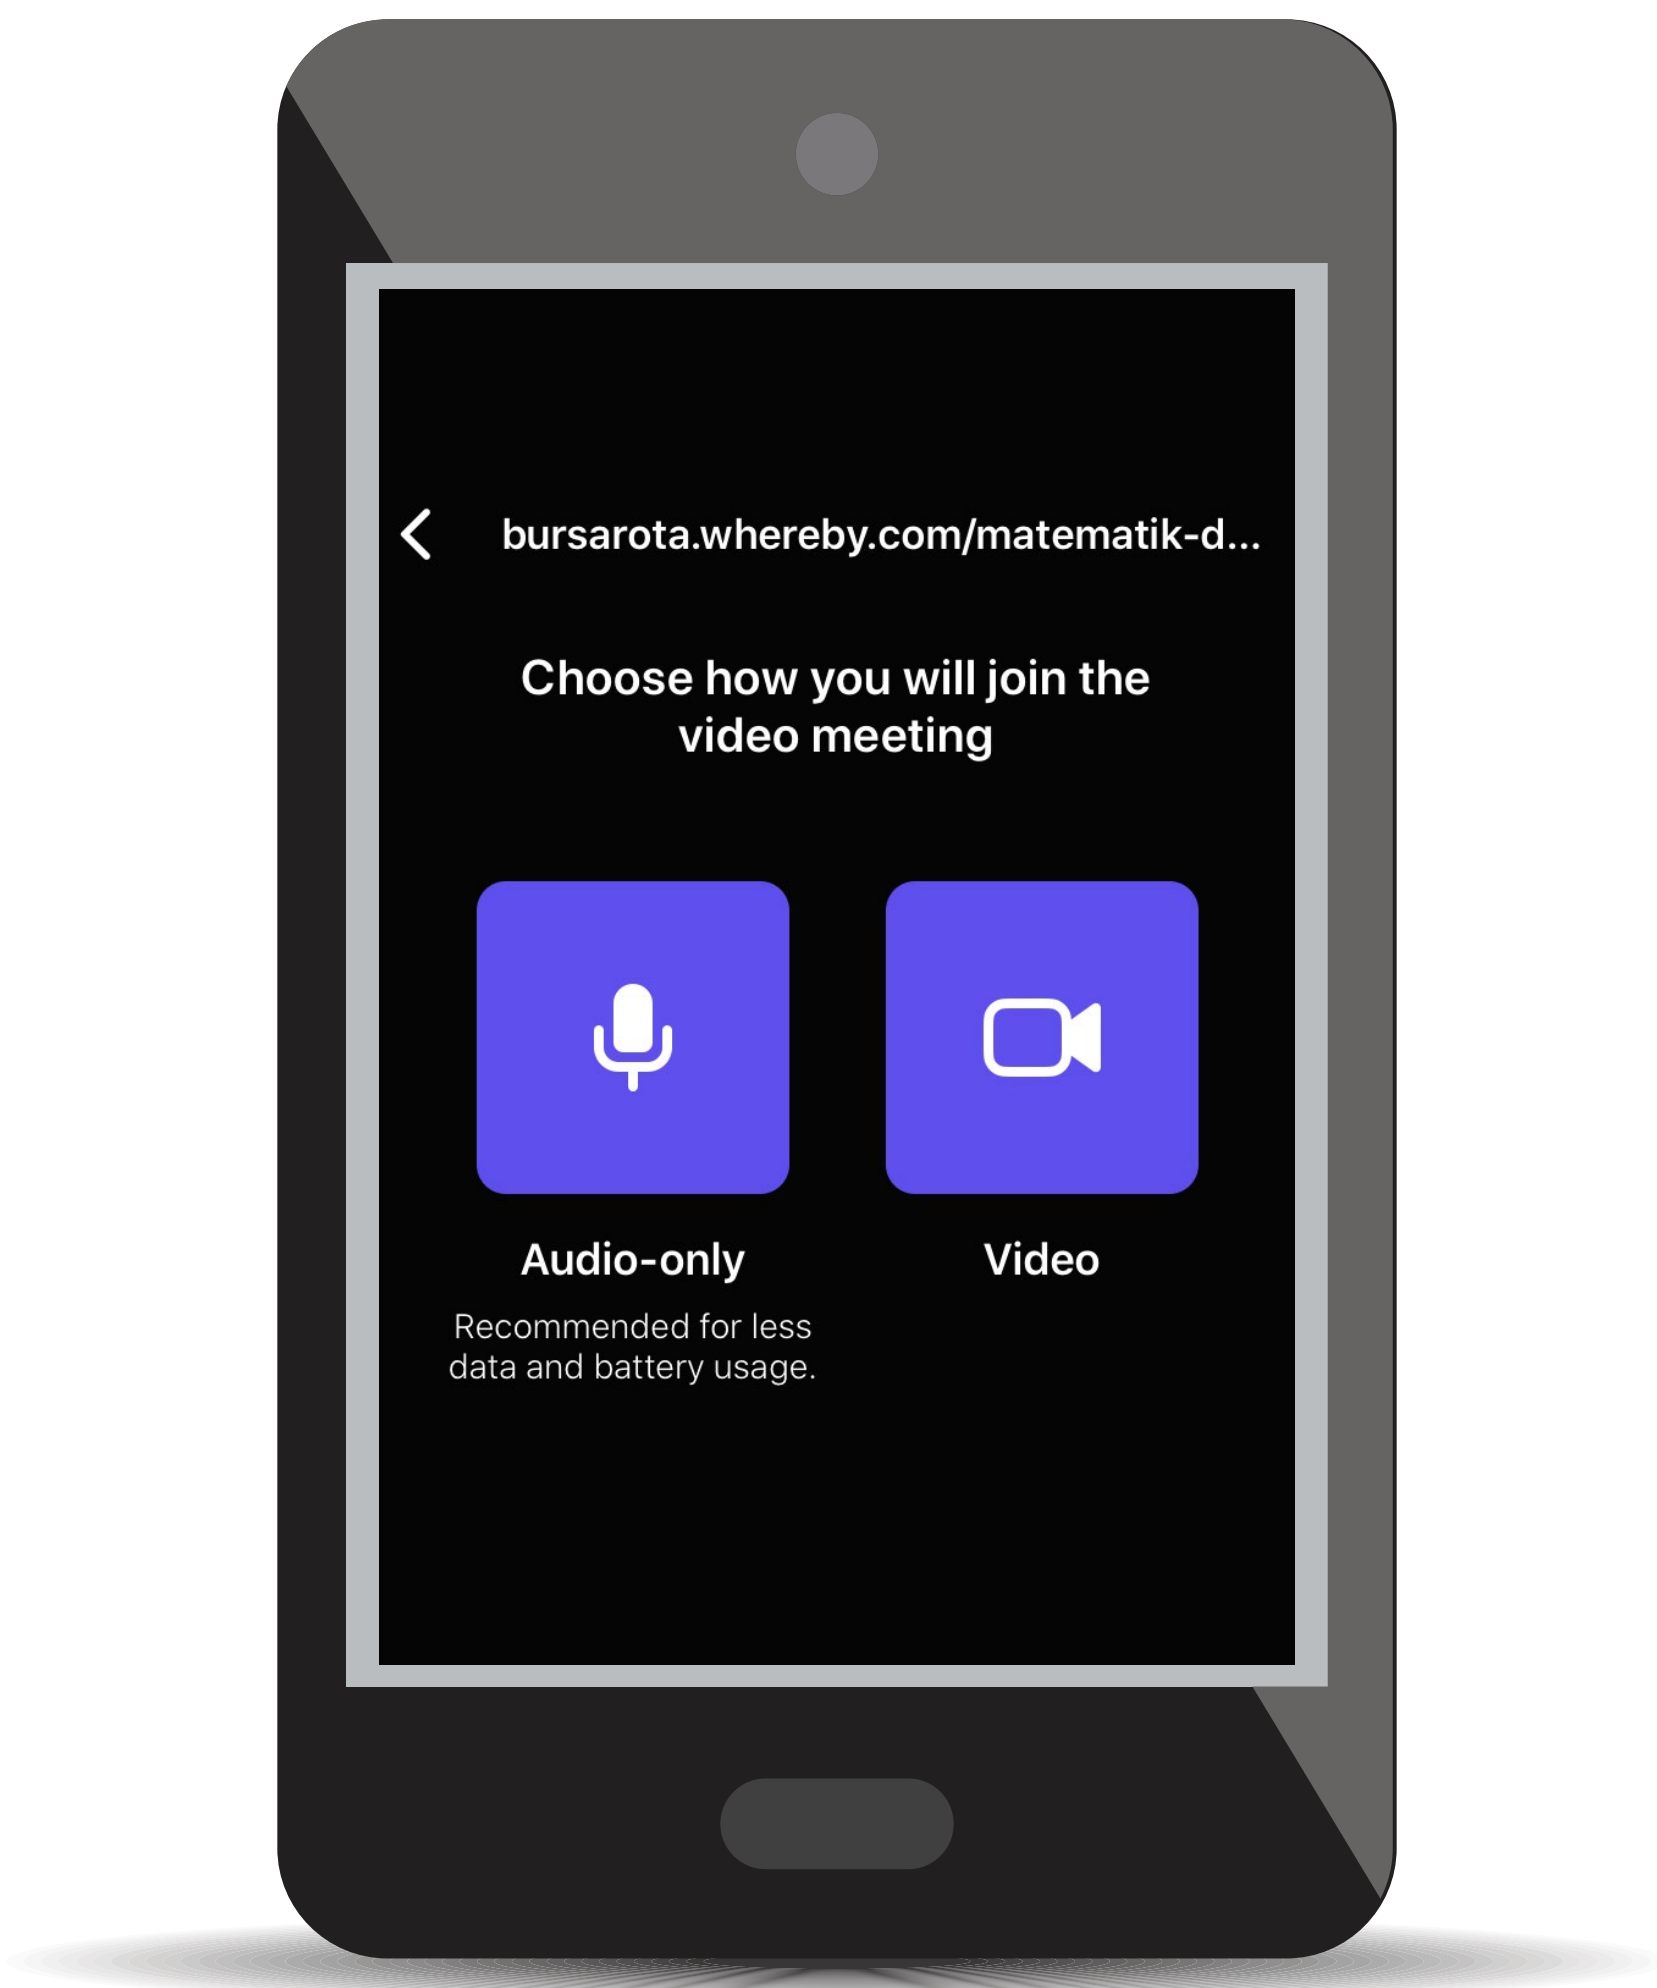 bursarota.whereby.com/matematik-d...
Choose how you will join the
video meeting
Audio-only
Video
Recommended for less
data and battery usage.